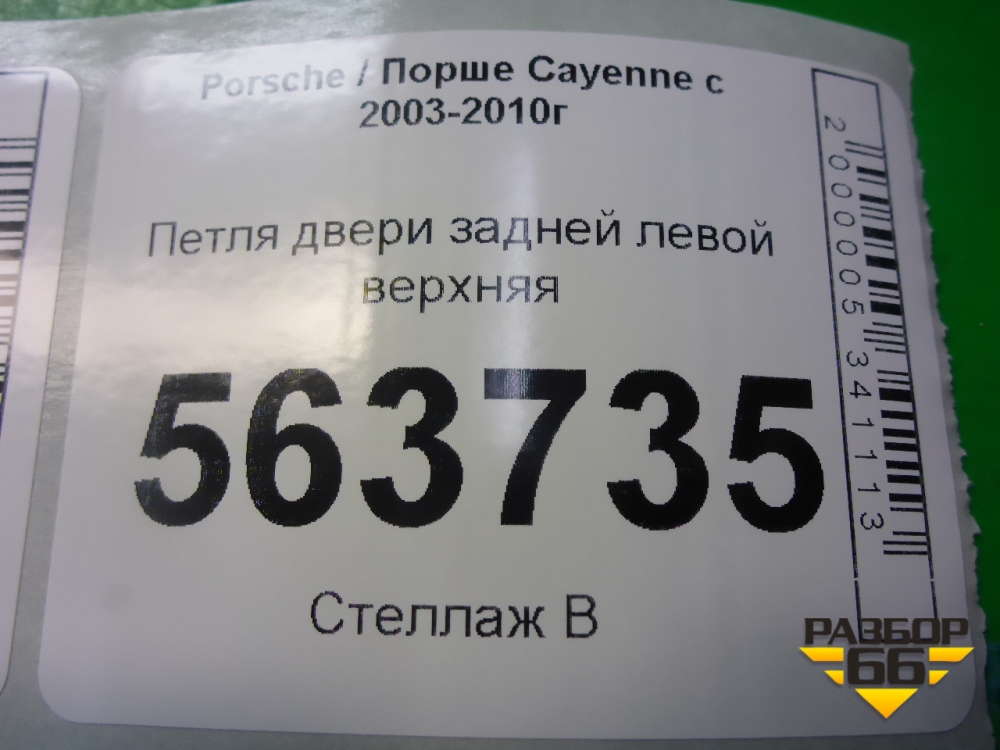 Porsche / Порше Cayenne с
2003-2010г
Петля двери задней левой
верхняя
563735
Стеллаж В
2000005341113
РАЗБОР
66